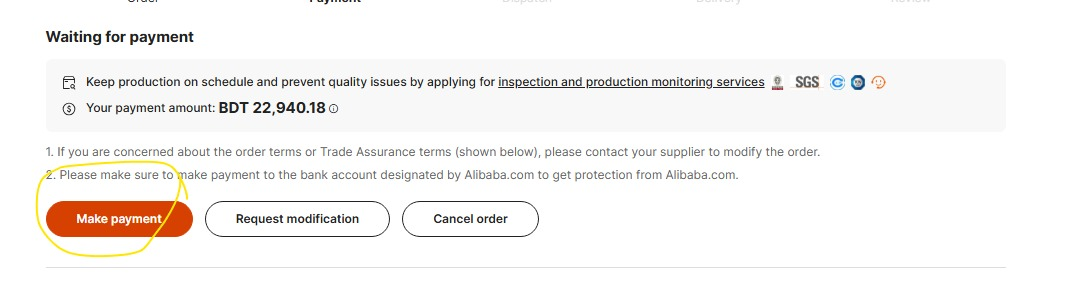 Order Payment Dispatch Delivery Review
Waiting for payment
Keep production on schedule and prevent quality issues by applying for inspection and production monitoring services SGS
Your payment amount: BDT 22,940.18
1. If you are concerned about the order terms or Trade Assurance terms (shown below), please contact your supplier to modify the order.
2. Please make sure to make payment to the bank account designated by Alibaba.com to get protection from Alibaba.com.
Make payment Request modification Cancel order